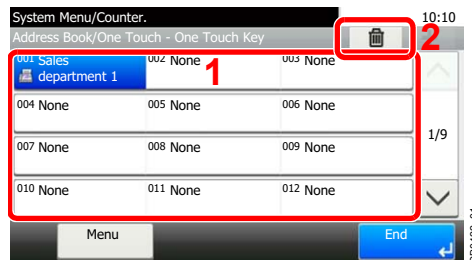 System Menu/Counter. 10:10
Address Book/One Touch - One Touch Key 2
001 Sales 002 None 003 None
department 1 1
004 None 005 None 006 None
1/9
007 None 008 None 009 None
010 None 011 None 012 None
Menu End